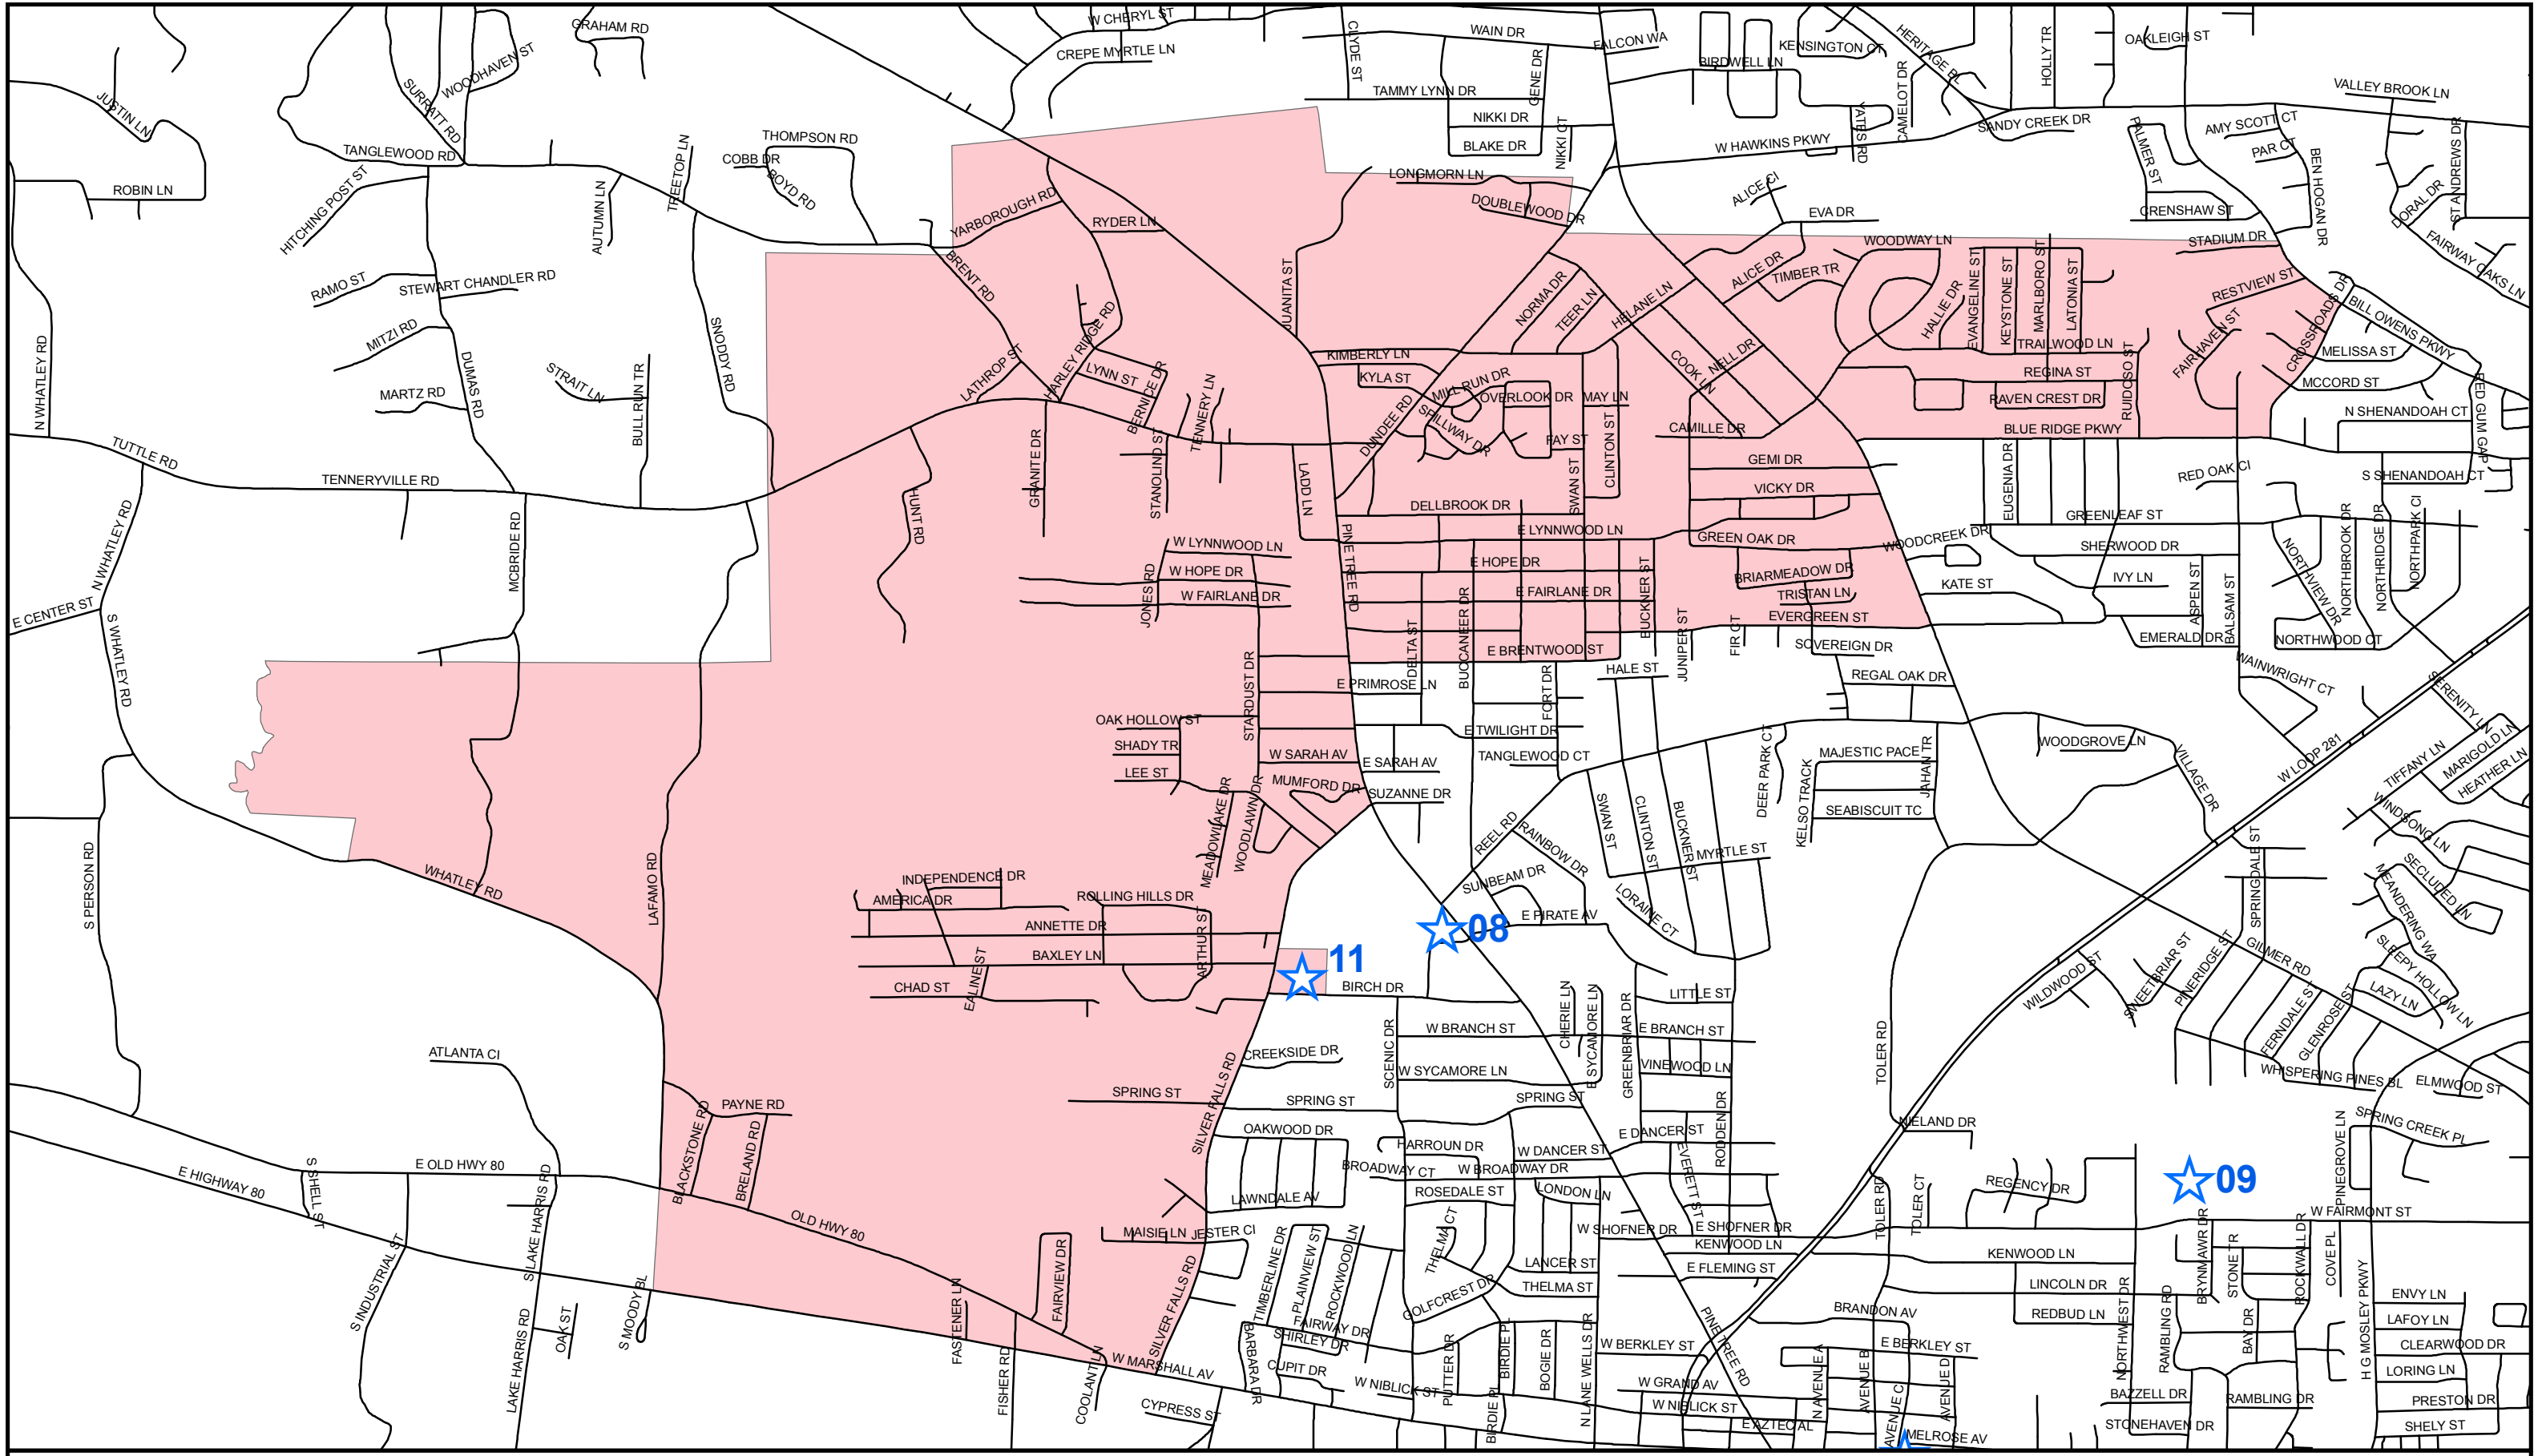 GRAHAM RD
W CHERYL ST
CREPE MYRTLE LN
CLYDE ST
WAIN DR
FALCON WA
GENE DR
TAMMY LYNN DR
NIKKI DR
BLAKE DR
NIKKI CT
BIRDWELL LN
KENSINGTON CT
HERITAGE BL
CAMELOT DR
YATES RD
HOLLY TR
OAKLEIGH ST
VALLEY BROOK LN
SANDY CREEK DR
W HAWKINS PKWY
AMY SCOTT CT
PAR CT
PALMER ST
BEN HOGAN DR
ST ANDREWS DR
DORAL DR
FAIRWAY OAKS LN
CRENSHAW ST
STADIUM DR
WOODHAVEN ST
SURRATT RD
JUSTIN LN
ROBIN LN
TANGLEWOOD RD
HITCHING POST ST
AUTUMN LN
TREETOP LN
COBB DR
THOMPSON RD
BOYD RD
YARBOROUGH RD
RYDER LN
BRENT RD
LONGMORN LN
DOUBLEWOOD DR
ALICE CI
EVA DR
WOODWAY LN
ALICE DR
TIMBER TR
HALLIE DR
EVANGELINE ST
KEYSTONE ST
MARLBORO ST
LATONIA ST
RESTVIEW ST
CROSSROADS DR
BILL OWENS PKWY
FAIRHAVEN ST
MELISSA ST
MCCORD ST
RED GUM GAP
N SHENANDOAH CT
S SHENANDOAH CT
TRAILWOOD LN
REGINA ST
RAVEN CREST DR
RUIDOSO ST
BLUE RIDGE PKWY
RAMO ST
STEWART CHANDLER RD
MITZI RD
MARTZ RD
DUMAS RD
STRAIT LN
BULL RUN TR
SNODDY RD
N WHATLEY RD
TUTTLE RD
TENNERYVILLE RD
JUANITA ST
NORMA DR
TEER LN
HELANE LN
COOK LN
NELL DR
KIMBERLY LN
KYLA ST
MILL RUN DR
OVERLOOK DR
MAY LN
SPILLWAY DR
FAY ST
DUNDEE RD
CLINTON ST
SWAN ST
CAMILLE DR
GEMI DR
VICKY DR
LATHROP ST
HARLEY RIDGE RD
LYNN ST
BERNICE DR
TENNERY LN
STANOLIND ST
GRANITE DR
HUNT RD
LADD LN
PINE TREE RD
DELLBROOK DR
E LYNNWOOD LN
GREEN OAK DR
WOODCREEK DR
EUGENIA DR
GREENLEAF ST
RED OAK CI
SHERWOOD DR
IVY LN
KATE ST
ASPEN ST
BALSAM ST
EMERALD DR
NORTHVIEW DR
NORTHBROOK DR
NORTHRIDGE DR
NORTHPARK CI
NORTHWOOD CT
WAINWRIGHT CT
N WHATLEY RD
E CENTER ST
S WHATLEY RD
MCBRIDE RD
W LYNNWOOD LN
W HOPE DR
W FAIRLANE DR
JONES RD
E HOPE DR
E FAIRLANE DR
BUCKNER ST
BRIARMEADOW DR
TRISTAN LN
EVERGREEN ST
JUNIPER ST
FIR CT
SOVEREIGN DR
REGAL OAK DR
DELTA ST
BUCCANEER DR
E BRENTWOOD ST
HALE ST
FORT DR
E PRIMROSE LN
STARDUST DR
OAK HOLLOW ST
SHADY TR
LEE ST
W SARAH AV
E SARAH AV
E TWILIGHT DR
TANGLEWOOD CT
MUMFORD DR
SUZANNE DR
MEADOWLAKE DR
WOODLAWN DR
REEL RD
RAINBOW DR
SWAN ST
CLINTON ST
BUCKNER ST
MYRTLE ST
DEER PARK CT
KELSO TRACK
MAJESTIC PACE
JAHAN TR
SEABISCUIT TC
WOODGROVE LN
VILLAGE DR
W LOOP 281
SERENITY LN
TIFFANY LN
MARIGOLD LN
HEATHER LN
WINDSONG LN
SECLUDED LN
MEANDERING WA
SLEEPY HOLLOW LN
LAZY LN
SPRINGDALE ST
GILMER RD
WILDWOOD ST
SWEETBRIAR ST
PINERIDGE ST
FERNDALE ST
GLENROSE ST
WHISPERING PINES BL
ELMWOOD ST
S PERSON RD
WHATLEY RD
LAFAMO RD
INDEPENDENCE DR
AMERICA DR
ROLLING HILLS DR
ANNETTE DR
BAXLEY LN
ARTHUR ST
CHAD ST
EALINE ST
SUNBEAM DR
E PIRATE AV
LORAINE CT
08
11
BIRCH DR
LITTLE ST
W BRANCH ST
E BRANCH ST
CHERIE LN
E SYCAMORE LN
GREENBRIAR DR
VINEWOOD LN
SCENIC DR
W SYCAMORE LN
CREEKSIDE DR
SILVER FALLS RD
SPRING ST
SPRING ST
SPRING ST
OAKWOOD DR
HARROUN DR
W DANCER ST
E DANCER ST
RODDEN DR
EVERETT ST
BROADWAY CT
W BROADWAY DR
LAWNDALE AV
ROSEDALE ST
LONDON LN
TOLER RD
NIELAND DR
SPRING CREEK PL
PINEGROVE LN
09
REGENCY DR
TOLER RD
TOLER CT
W FAIRMONT ST
ATLANTA CI
PAYNE RD
BLACKSTONE RD
BRELAND RD
E OLD HWY 80
E HIGHWAY 80
S SHELL ST
S LAKE HARRIS RD
S INDUSTRIAL ST
OLD HWY 80
MAISIE LN
JESTER CI
FAIRVIEW DR
SILVER FALLS RD
TIMBERLINE DR
PLAINVIEW ST
ROCKWOOD LN
FAIRWAY DR
SHIRLEY DR
THELMA CT
GOLFCREST DR
W SHOFNER DR
E SHOFNER DR
KENWOOD LN
KENWOOD LN
LANCER ST
THELMA ST
E FLEMING ST
LINCOLN DR
REDBUD LN
BRYNMAWR DR
STONE TR
ROCKWALL DR
COVE PL
H G MOSLEY PKWY
ENVY LN
LAFOY LN
CLEARWOOD DR
LORING LN
PRESTON DR
SHELY ST
BRANDON AV
E BERKLEY ST
NORTHWEST DR
RAMBLING RD
BAY DR
BAZZELL DR
RAMBLING DR
STONEHAVEN DR
LAKE HARRIS RD
OAK ST
S MOODY BL
FASTENER LN
FISHER RD
COOLANT LN
W MARSHALL AV
CYPRESS ST
BARBARA DR
CUPIT DR
W NIBLICK ST
PUTTER DR
BIRDIE PL
BIRDIE PL
BOGIE DR
N LANE WELLS DR
W BERKLEY ST
PINE TREE RD
W GRAND AV
W NIBLICK ST
E AZTEC AL
N AVENUE A
AVENUE B
AVENUE C
AVENUE D
MELROSE AV